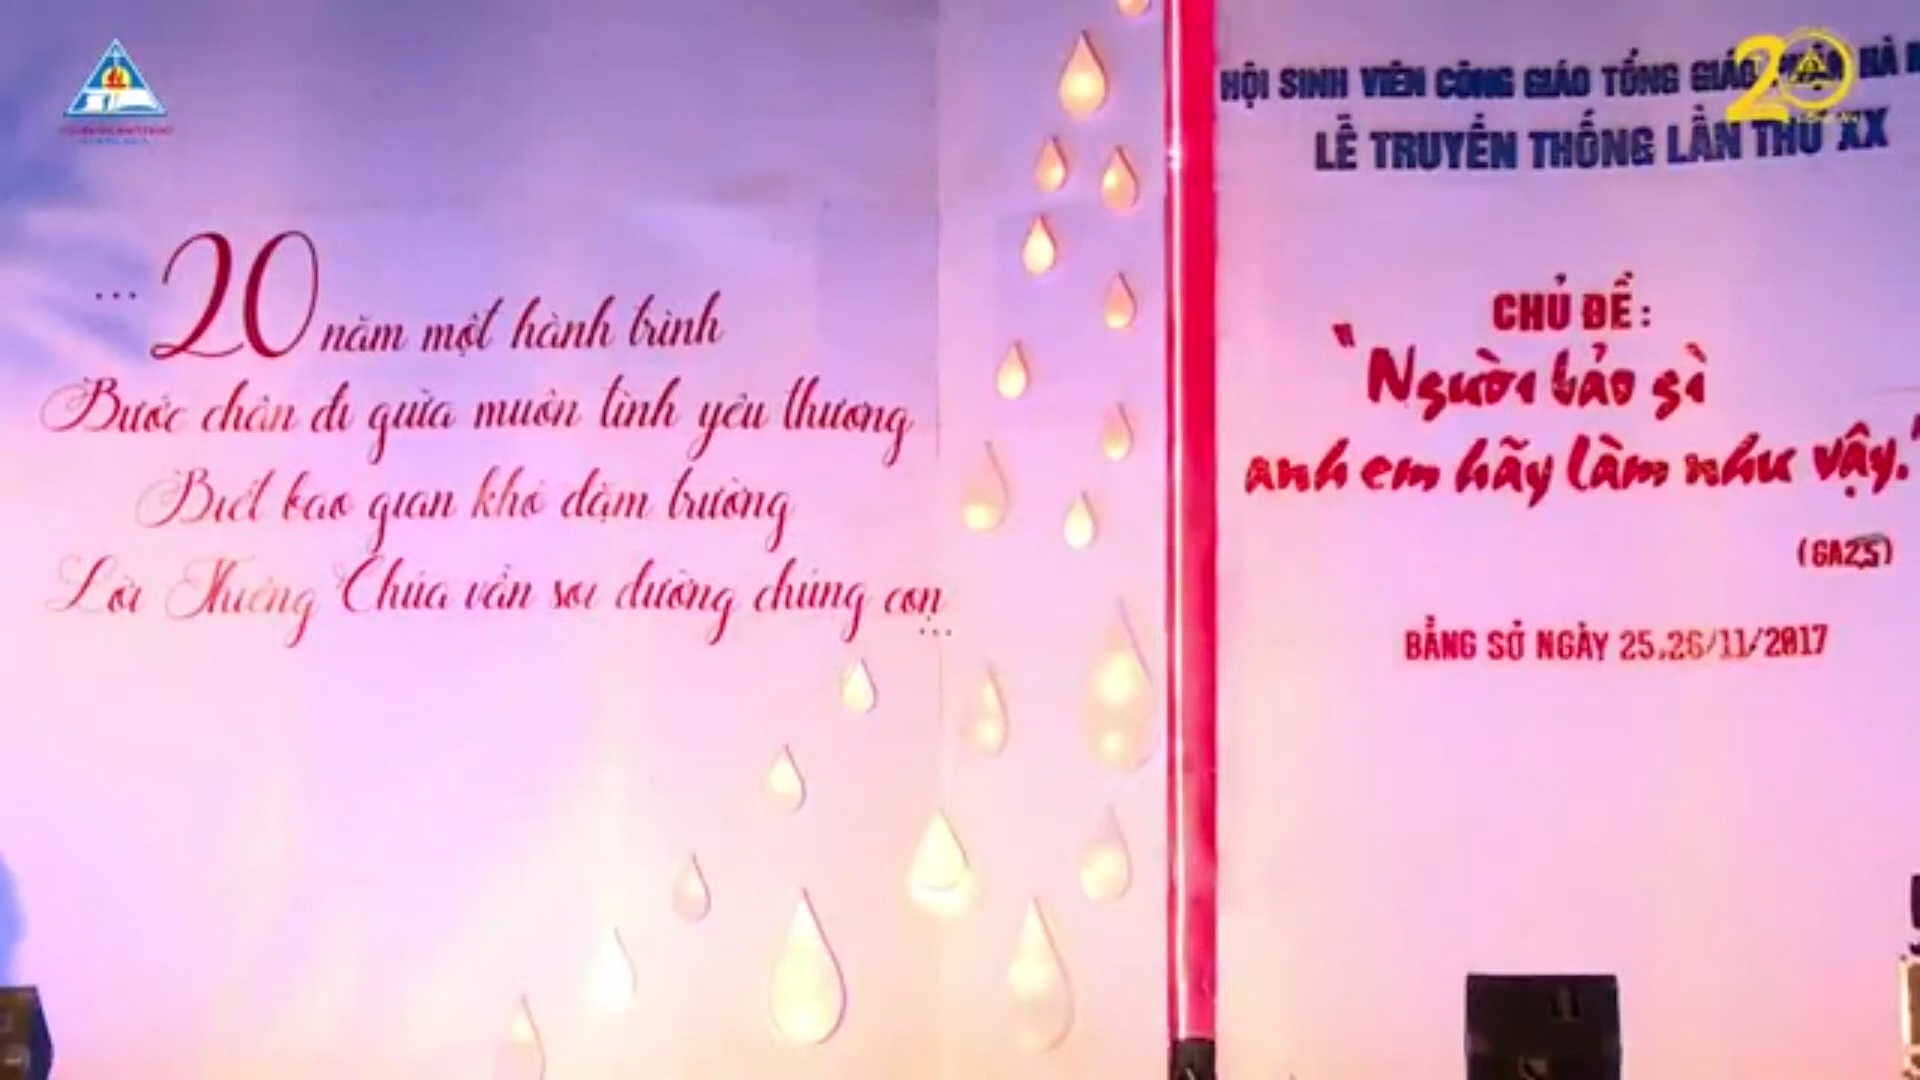 ... 20 năm một hành trình
Bước chân đi giữa muôn tình yêu thương
Biết bao gian khó dặm trường
Lời Thiêng Chúa vẫn soi đường chúng con ...
HỘI SINH VIÊN CÔNG GIÁO TỔNG GIÁO PHẬN HÀ
LỄ TRUYỀN THỐNG LẦN THỨ XX
20
CHỦ ĐỀ:
"Người bảo gì
anh em hãy làm như vậy."
(GA2,5)
BẰNG SỞ NGÀY 25,26/11/2017